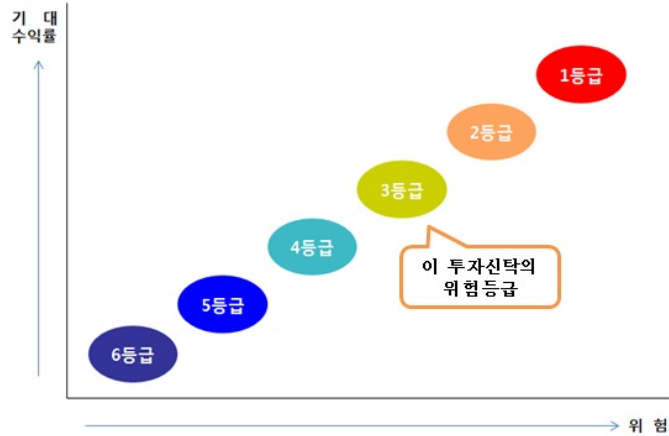 기 대
수익률
1등급
2등급
3등급
4등급
이 투자신탁의
위험등급
5등급
6등급
위 험